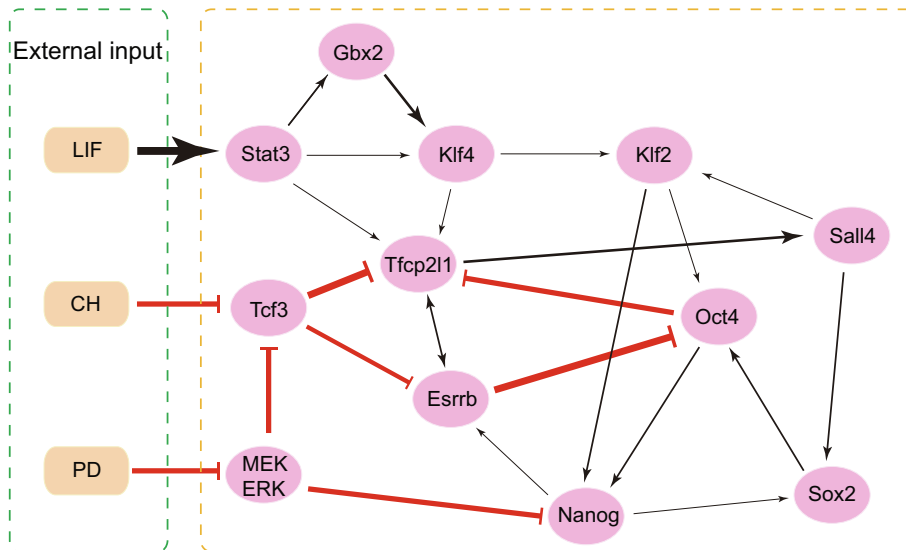 External input
Gbx2
LIF
Stat3
Klf4
Klf2
Sall4
Tfcp2l1
CH
Tcf3
Oct4
Esrrb
PD
MEK
ERK
Nanog
Sox2